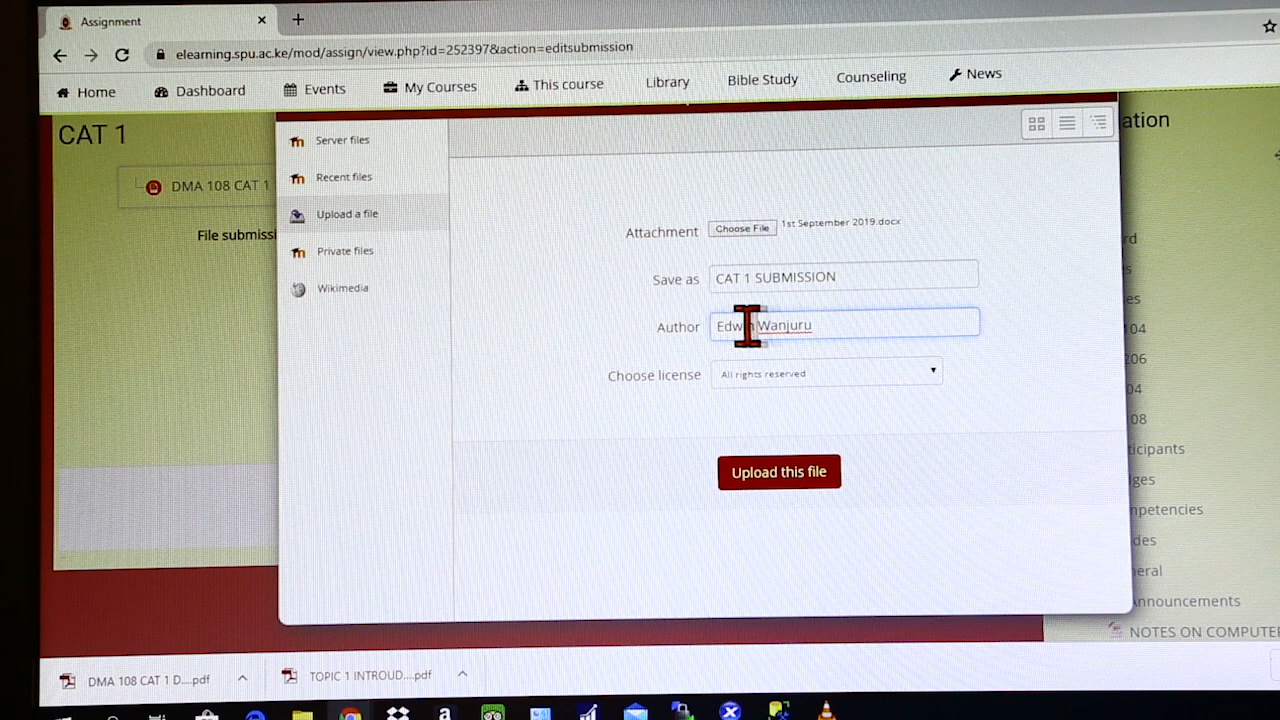 Assignment
elearning.spu.ac.ke/mod/assign/view.php?id=252397&action=editsubmission
Home Dashboard Events My Courses This course Library Bible Study Counseling News
CAT 1
DMA 108 CAT 1
File submissi
Server files
Recent files
Upload a file
Private files
Wikimedia
Attachment Choose File 1st September 2019.docx
Save as CAT 1 SUBMISSION
Author Edwin Wanjuru
Choose license All rights reserved
Upload this file
ation
rd
s
es
104
206
04
08
ticipants
lges
mpetencies
des
neral
Announcements
NOTES ON COMPUTER
DMA 108 CAT 1 D....pdf
TOPIC 1 INTROUD....pdf